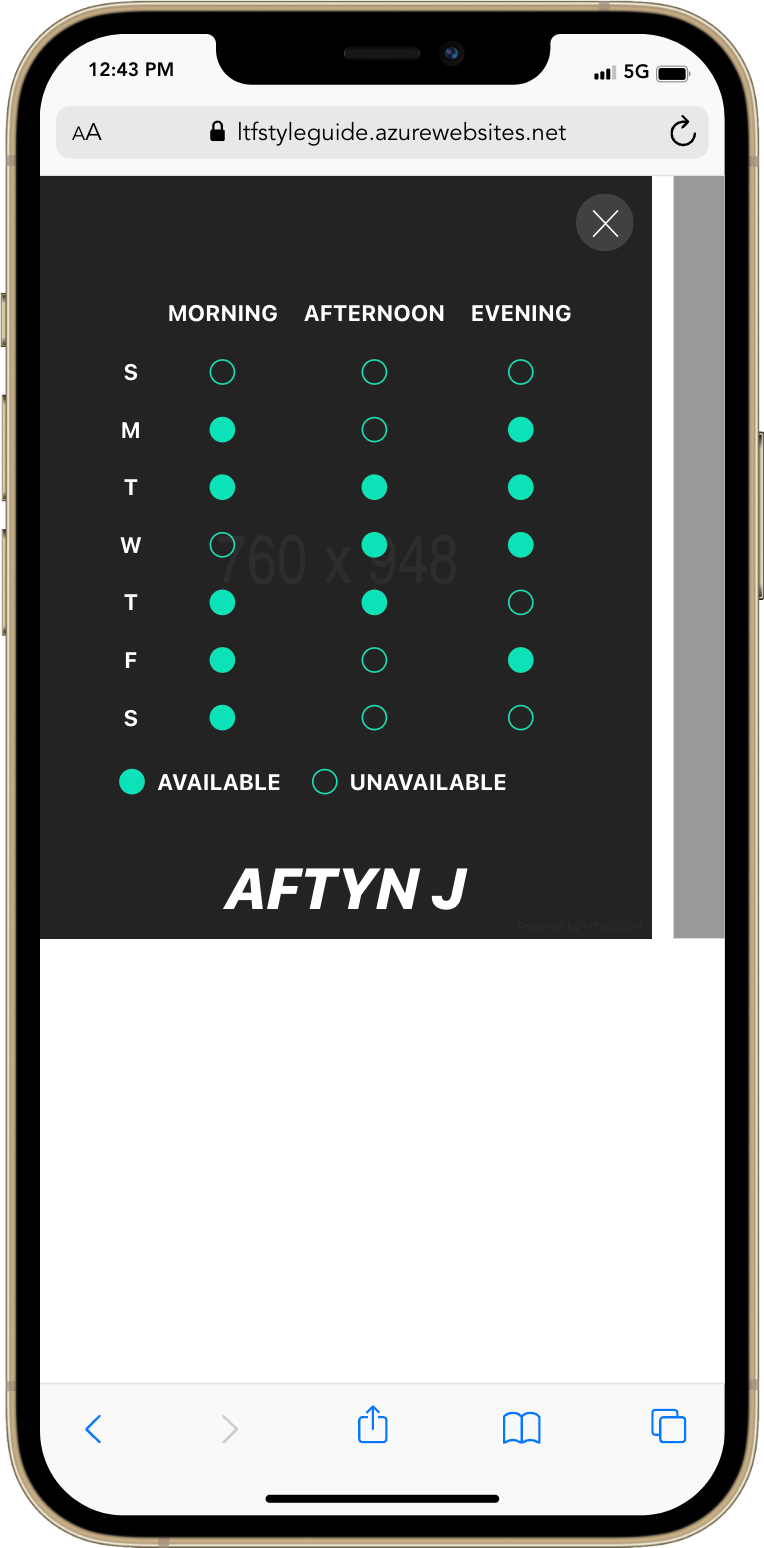 12:43 PM 5G
AA ltfstyleguide.azurewebsites.net
MORNING AFTERNOON EVENING
S
M
T
W
760 x 948
T
F
S
AVAILABLE UNAVAILABLE
AFTYN J
Powered by HTML.COM